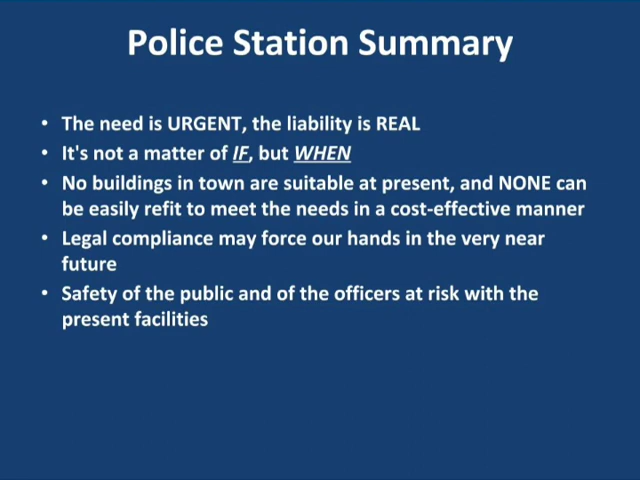 Police Station Summary
• The need is URGENT, the liability is REAL
• It's not a matter of IF, but WHEN
• No buildings in town are suitable at present, and NONE can
be easily refit to meet the needs in a cost-effective manner
• Legal compliance may force our hands in the very near
future
• Safety of the public and of the officers at risk with the
present facilities